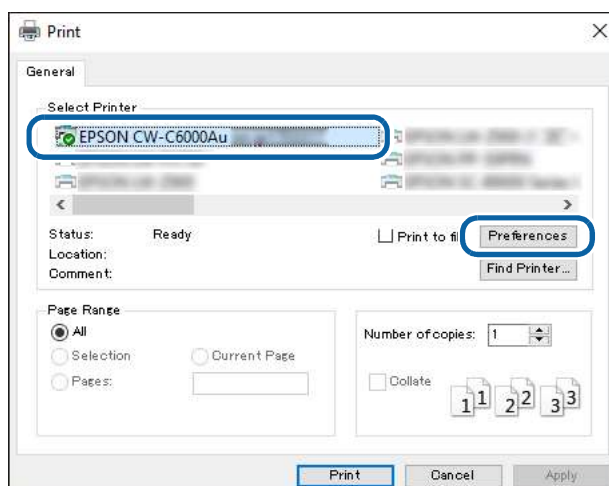 Print
General
Select Printer
EPSON CW-C6000Au
Status: Ready
Print to fi
Preferences
Location:
Comment:
Find Printer...
Page Range
All
Selection
Current Page
Pages:
Number of copies: 1
Collate
1 1 2 2 3 3
Print
Cancel
Apply